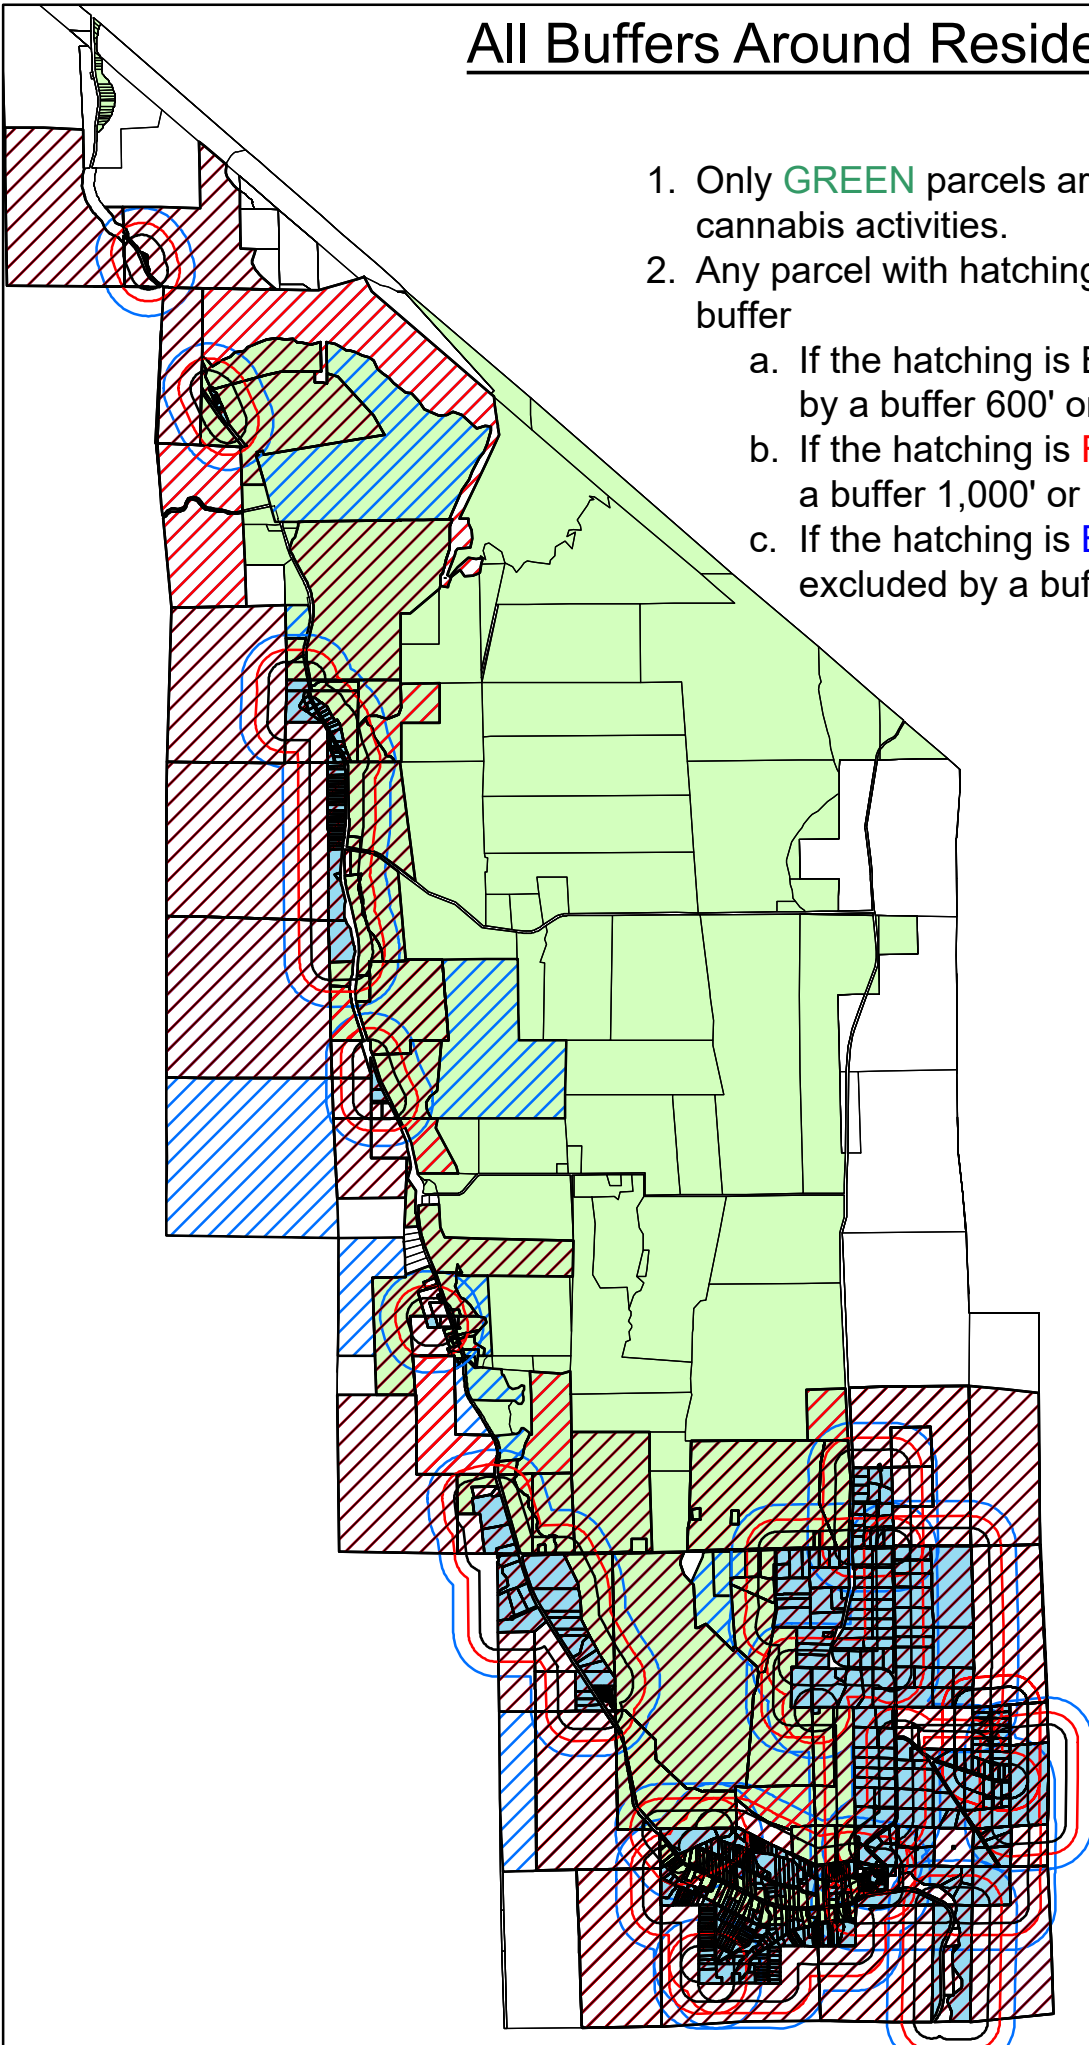 All Buffers Around Reside
1. Only GREEN parcels ar
cannabis activities.
2. Any parcel with hatching
buffer
a. If the hatching is
by a buffer 600' or
b. If the hatching is
a buffer 1,000' or
c. If the hatching is
excluded by a buf